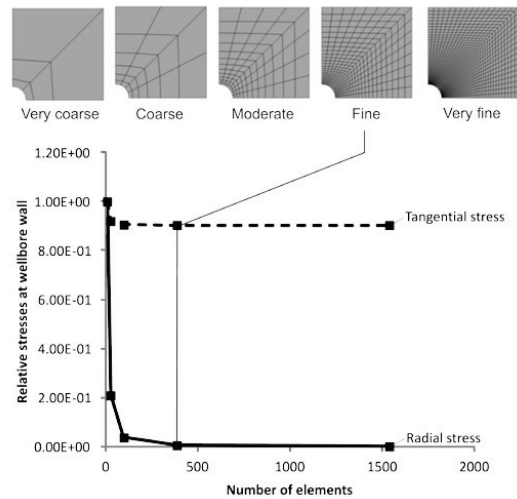 Very coarse Coarse Moderate Fine Very fine
1.20E+00
1.00E+00
8.00E-01
6.00E-01
4.00E-01
2.00E-01
0.00E+00
Relative stresses at wellbore wall
Tangential stress
Radial stress
0 500 1000 1500 2000
Number of elements